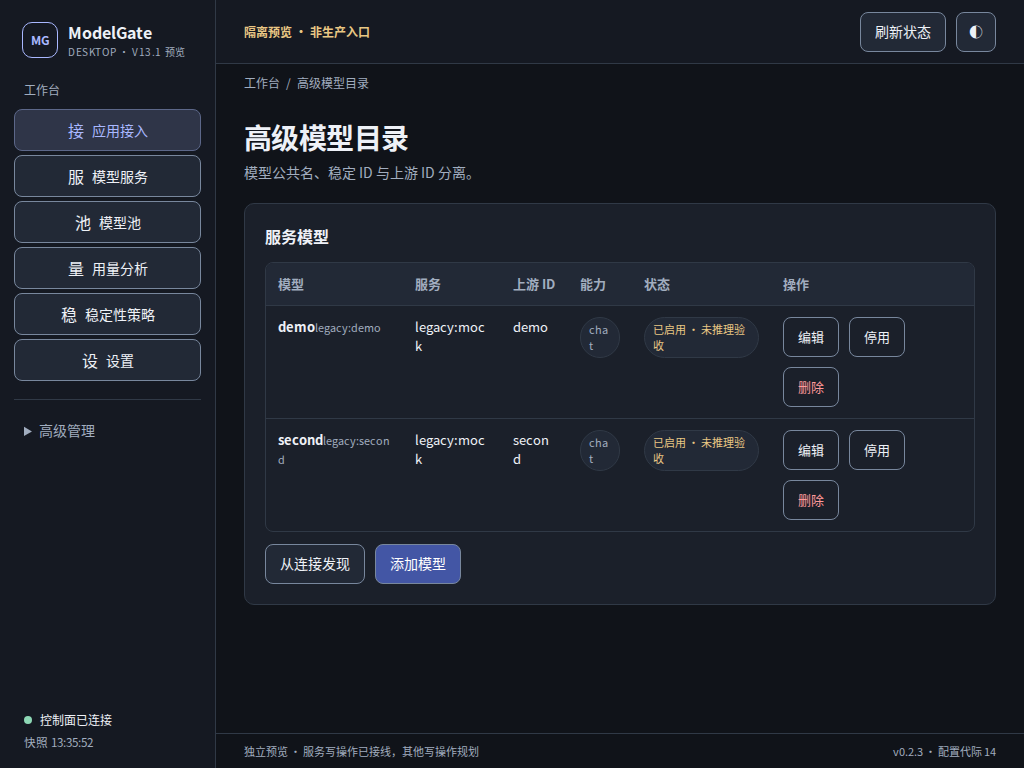 MG ModelGate
DESKTOP · V13.1 预览
工作台
接 应用接入
服 模型服务
池 模型池
量 用量分析
稳 稳定性策略
设 设置
▶ 高级管理
控制面已连接
快照 13:35:52
隔离预览 · 非生产入口
刷新状态
工作台 / 高级模型目录
高级模型目录
模型公共名、稳定 ID 与上游 ID 分离。
服务模型
模型 服务 上游 ID 能力 状态 操作
demolegacy:demo legacy:moc demo cha 已启用 · 未推理验 编辑 停用
k t 收
删除
secondlegacy:secon legacy:moc secon cha 已启用 · 未推理验 编辑 停用
d k d t 收
删除
从连接发现 添加模型
独立预览 · 服务写操作已接线，其他写操作规划
v0.2.3 · 配置代际 14